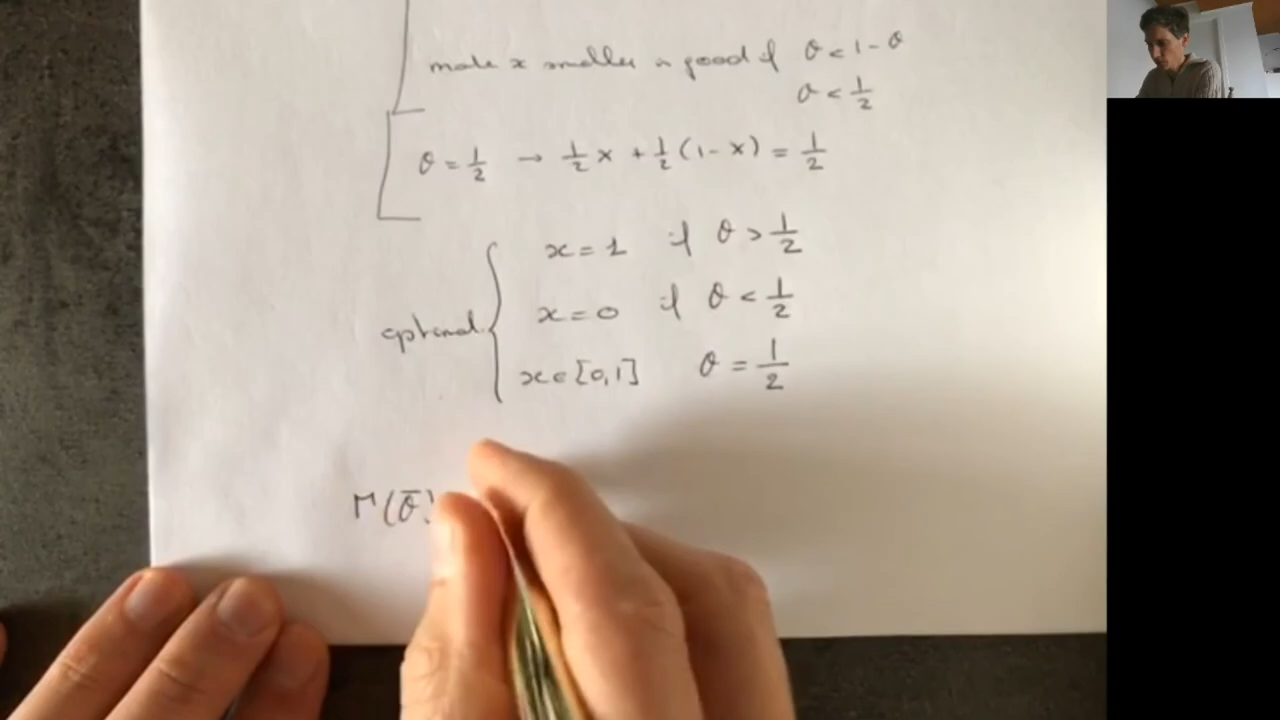 make x smaller is good if θ < 1 - θ
θ < 1/2
θ = 1/2 → 1/2 x + 1/2 (1 - x) = 1/2
x = 1 if θ > 1/2
optimal x = 0 if θ < 1/2
x ∈ [0,1] θ = 1/2
Γ(θ̄)